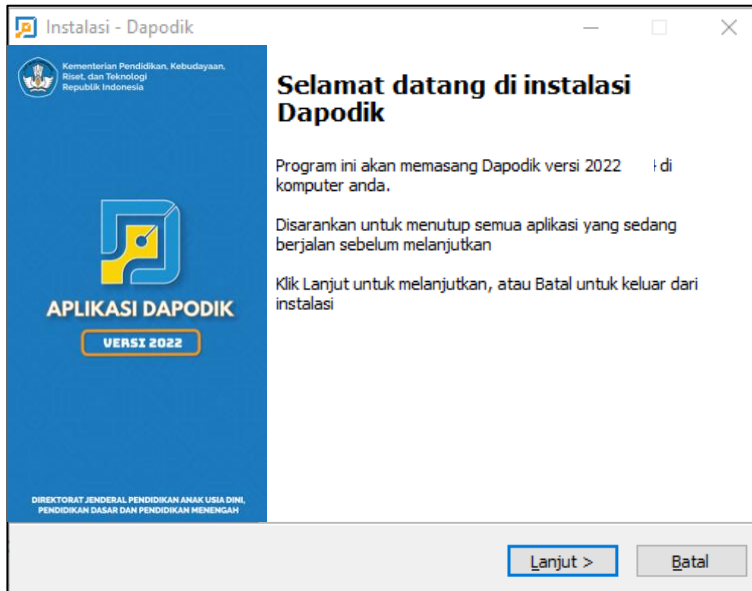 Instalasi - Dapodik
Kementerian Pendidikan, Kebudayaan,
Riset, dan Teknologi
Republik Indonesia
APLIKASI DAPODIK
VERSI 2022
DIREKTORAT JENDERAL PENDIDIKAN ANAK USIA DINI,
PENDIDIKAN DASAR DAN PENDIDIKAN MENENGAH
Selamat datang di instalasi
Dapodik
Program ini akan memasang Dapodik versi 2022 di
komputer anda.
Disarankan untuk menutup semua aplikasi yang sedang
berjalan sebelum melanjutkan
Klik Lanjut untuk melanjutkan, atau Batal untuk keluar dari
instalasi
Lanjut >
Batal